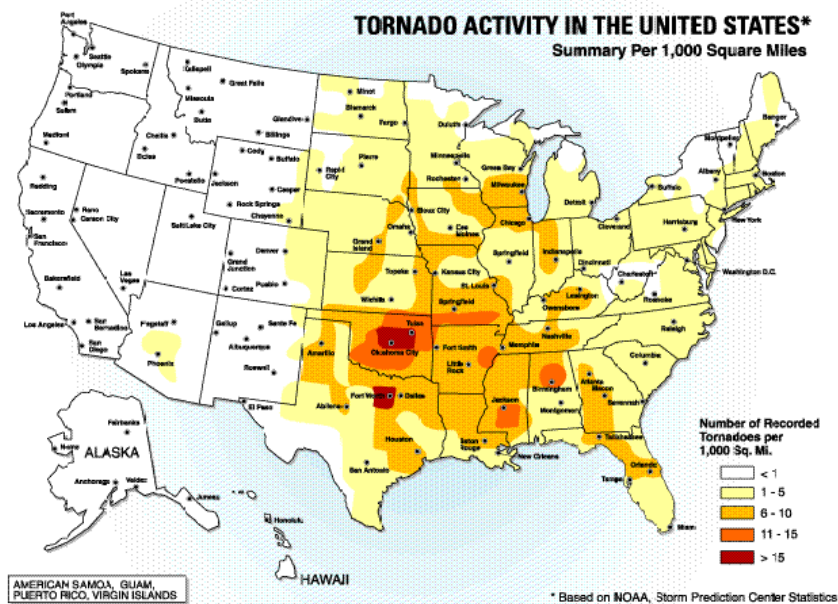 TORNADO ACTIVITY IN THE UNITED STATES*
Summary Per 1,000 Square Miles
Port
Angeles
Seattle
Olympia
Spokane
Portland
Salem
Medford
Kalispell
Great Falls
Missoula
Butte
Glendive
Billings
Challis
Boise
Pocatello
Cody
Buffalo
Jackson
Casper
Rock Springs
Cheyenne
Minot
Bismarck
Fargo
Pierre
Rapid
City
Duluth
Minneapolis
Rochester
Green Bay
Milwaukee
Bangor
Montpelier
Albany
Boston
Buffalo
Detroit
Redding
Sacramento
San
Francisco
Reno
Carson City
Salt Lake City
Denver
Grand
Junction
Pueblo
Cortez
Grand
Island
Omaha
Sioux City
Des
Moines
Chicago
Cleveland
Harrisburg
New York
Springfield
Indianapolis
Cincinnati
Washington D.C.
Topeka
Kansas City
St. Louis
Charleston
Roanoke
Bakersfield
Las
Vegas
Wichita
Springfield
Lexington
Owensboro
Los Angeles
San
Bernardino
San
Diego
Flagstaff
Phoenix
Gallup
Santa Fe
Albuquerque
Roswell
El Paso
Amarillo
Tulsa
Oklahoma City
Fort Smith
Little
Rock
Memphis
Nashville
Raleigh
Columbia
Fort Worth
Dallas
Abilene
Jackson
Birmingham
Montgomery
Atlanta
Macon
Savannah
Houston
San Antonio
Baton
Rouge
New Orleans
Tallahassee
Orlando
Tampa
Miami
Fairbanks
Nome
ALASKA
Anchorage
Valdez
Juneau
Honolulu
HAWAII
Number of Recorded
Tornadoes per
1,000 Sq. Mi.
< 1
1 - 5
6 - 10
11 - 15
> 15
AMERICAN SAMOA, GUAM,
PUERTO RICO, VIRGIN ISLANDS
* Based on NOAA, Storm Prediction Center Statistics